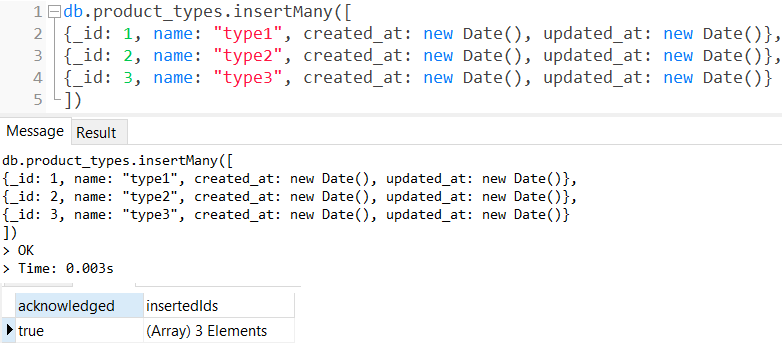 1 db.product_types.insertMany([
2 {_id: 1, name: "type1", created_at: new Date(), updated_at: new Date()},
3 {_id: 2, name: "type2", created_at: new Date(), updated_at: new Date()},
4 {_id: 3, name: "type3", created_at: new Date(), updated_at: new Date()}
5 ])
Message Result
db.product_types.insertMany([
{_id: 1, name: "type1", created_at: new Date(), updated_at: new Date()},
{_id: 2, name: "type2", created_at: new Date(), updated_at: new Date()},
{_id: 3, name: "type3", created_at: new Date(), updated_at: new Date()}
])
> OK
> Time: 0.003s
acknowledged insertedIds
true (Array) 3 Elements